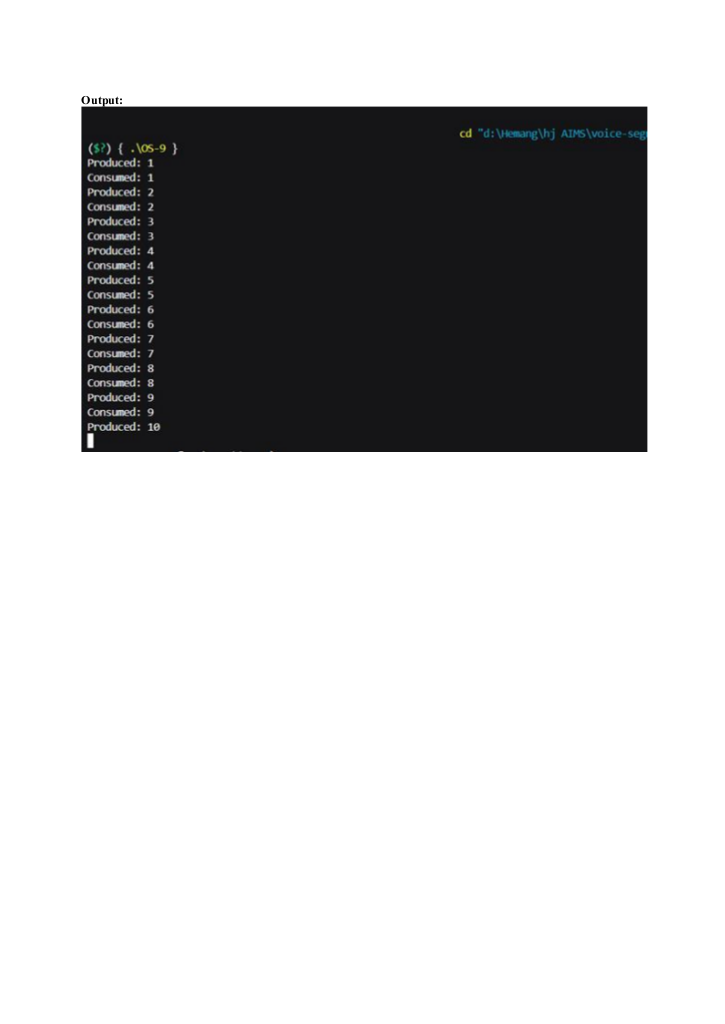 Output:
cd "d:\Hemang\hj AIMS\voice-seg
($?) { .\OS-9 }
Produced: 1
Consumed: 1
Produced: 2
Consumed: 2
Produced: 3
Consumed: 3
Produced: 4
Consumed: 4
Produced: 5
Consumed: 5
Produced: 6
Consumed: 6
Produced: 7
Consumed: 7
Produced: 8
Consumed: 8
Produced: 9
Consumed: 9
Produced: 10